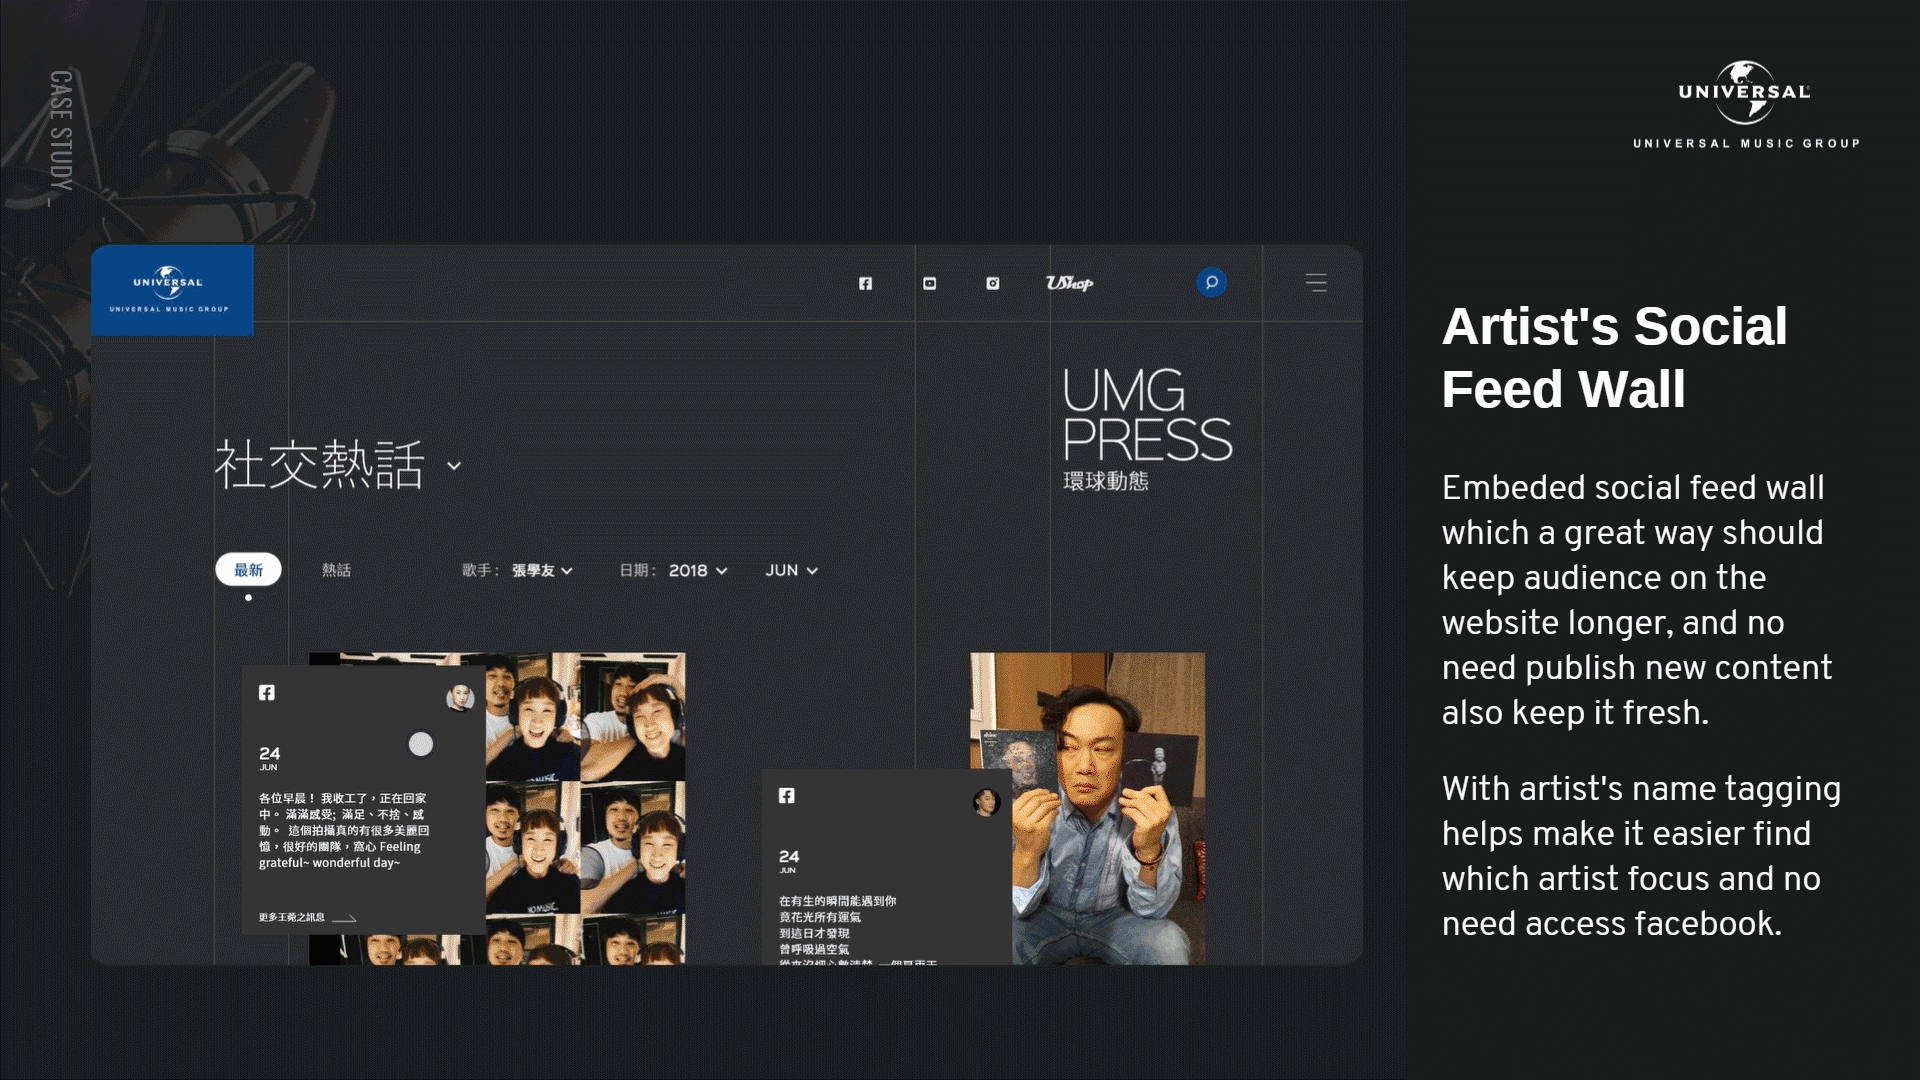 CASE STUDY –
UNIVERSAL
UNIVERSAL MUSIC GROUP
UNIVERSAL
UNIVERSAL MUSIC GROUP
UShop
UMG
PRESS
環球動態
社交熱話
最新
熱話
歌手 : 張學友
日期 : 2018
JUN
24
JUN
各位早晨！ 我收工了，正在回家
中。 滿滿感受; 滿足、不捨、感
動。 這個拍攝真的有很多美麗回
憶，很好的團隊，窩心 Feeling
grateful~ wonderful day~
更多王菀之訊息
24
JUN
在有生的瞬間能遇到你
竟花光所有運氣
到這日才發現
曾呼吸過空氣
Artist's Social
Feed Wall
Embeded social feed wall
which a great way should
keep audience on the
website longer, and no
need publish new content
also keep it fresh.
With artist's name tagging
helps make it easier find
which artist focus and no
need access facebook.